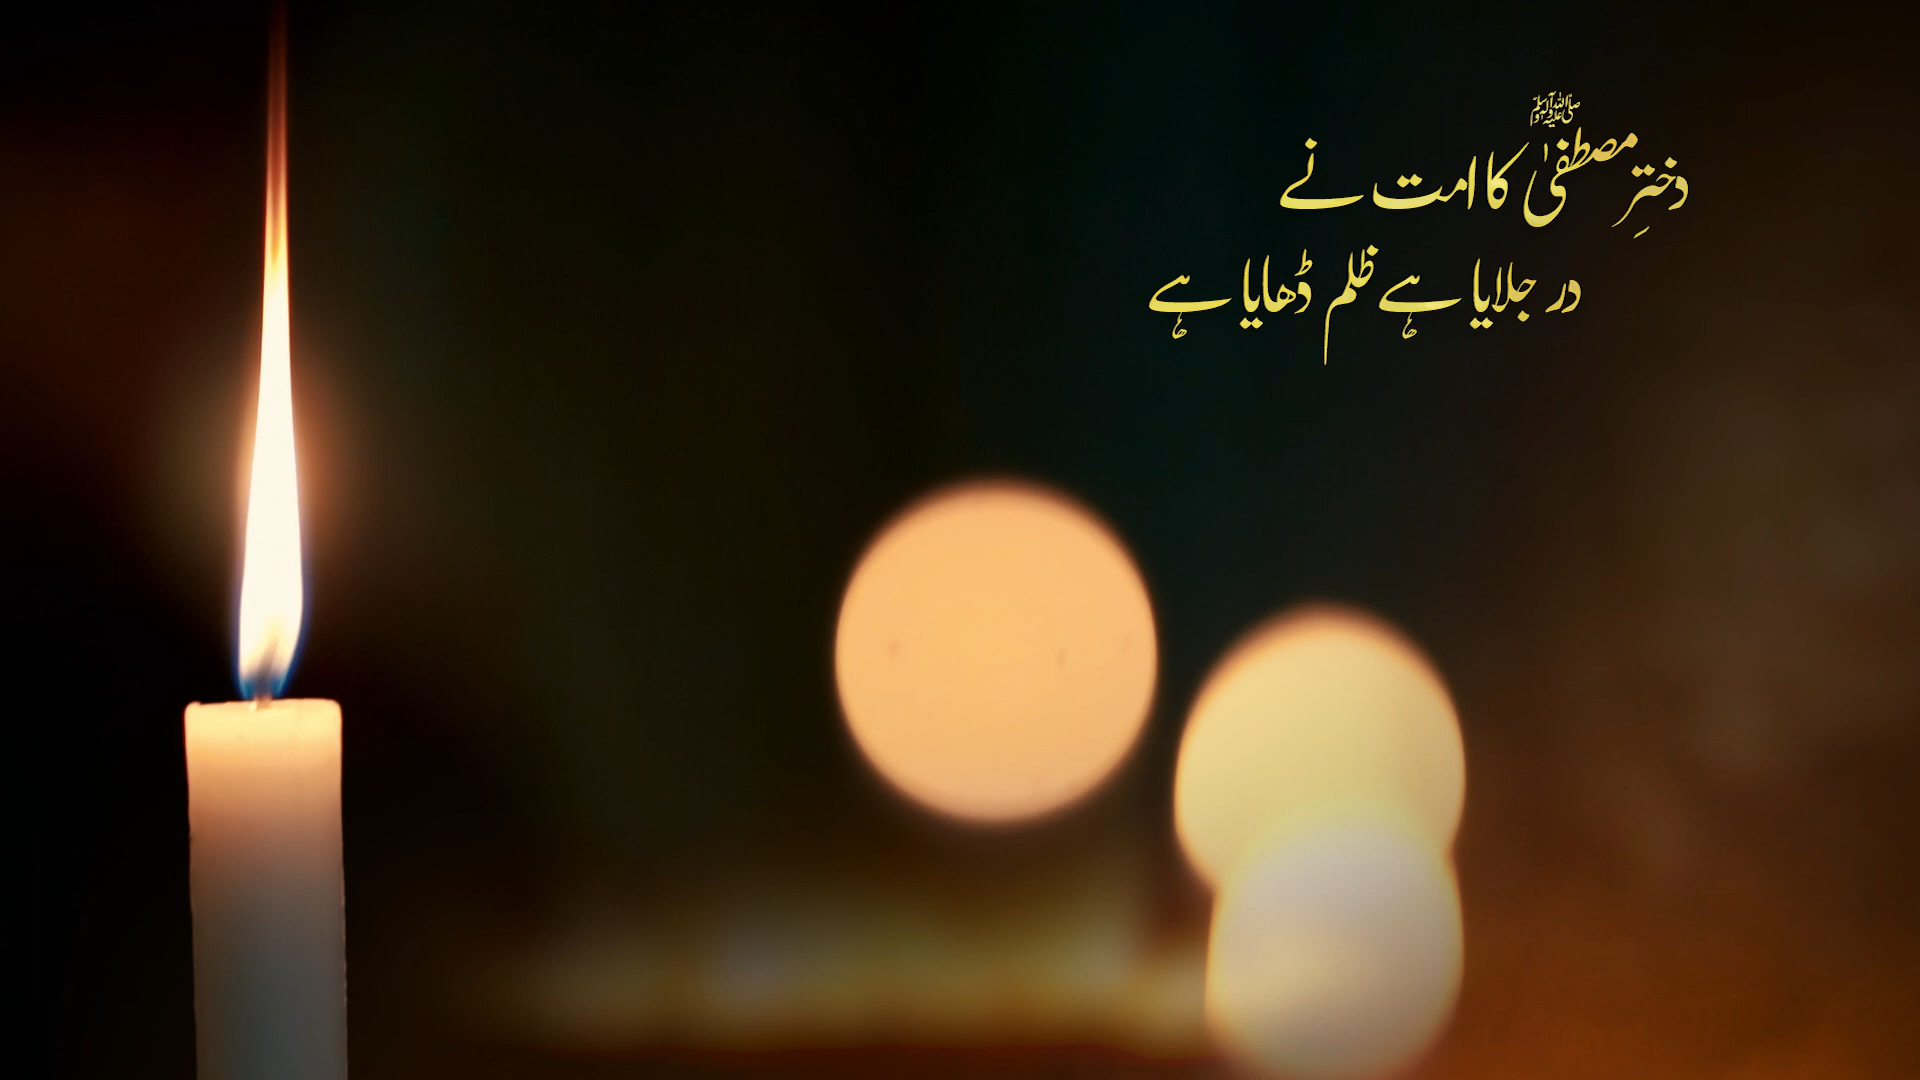 دخترِ مصطفیٰ ﷺ کا امت نے
در جلایا ہے ظلم ڈھایا ہے